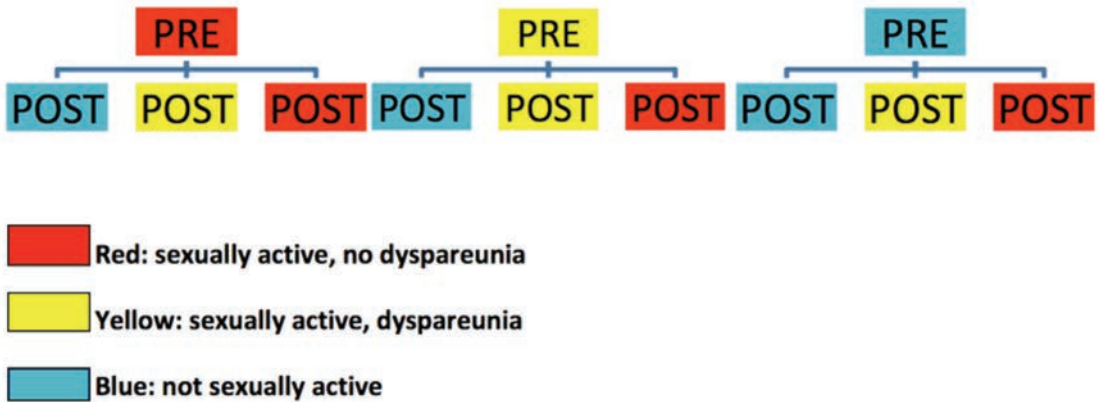 PRE PRE PRE
POST POST POST POST POST POST POST POST POST
Red: sexually active, no dyspareunia
Yellow: sexually active, dyspareunia
Blue: not sexually active